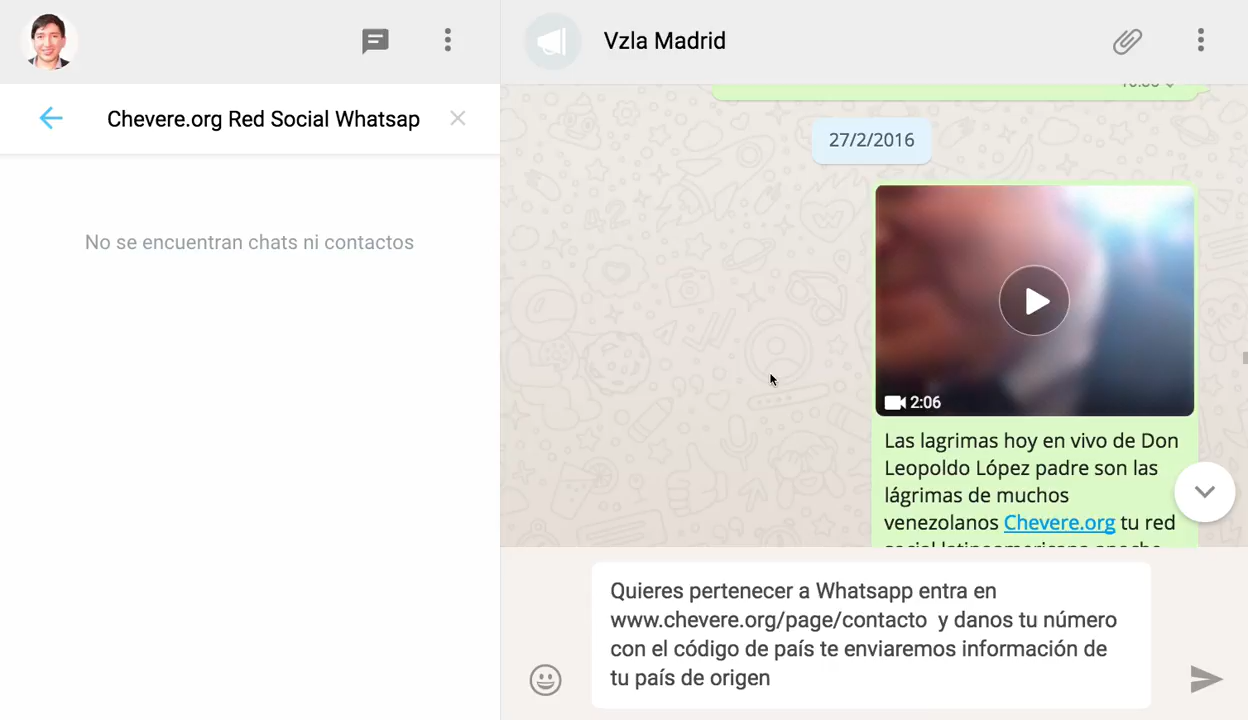 Chevere.org Red Social Whatsap
No se encuentran chats ni contactos
Vzla Madrid
27/2/2016
2:06
Las lagrimas hoy en vivo de Don
Leopoldo López padre son las
lágrimas de muchos
venezolanos Chevere.org tu red
Quieres pertenecer a Whatsapp entra en
www.chevere.org/page/contacto y danos tu número
con el código de país te enviaremos información de
tu país de origen